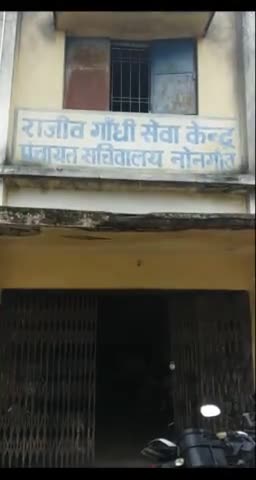 राजीव गाँधी सेवा केन्द्र
पंचायत सचिवालय नोनगाँव